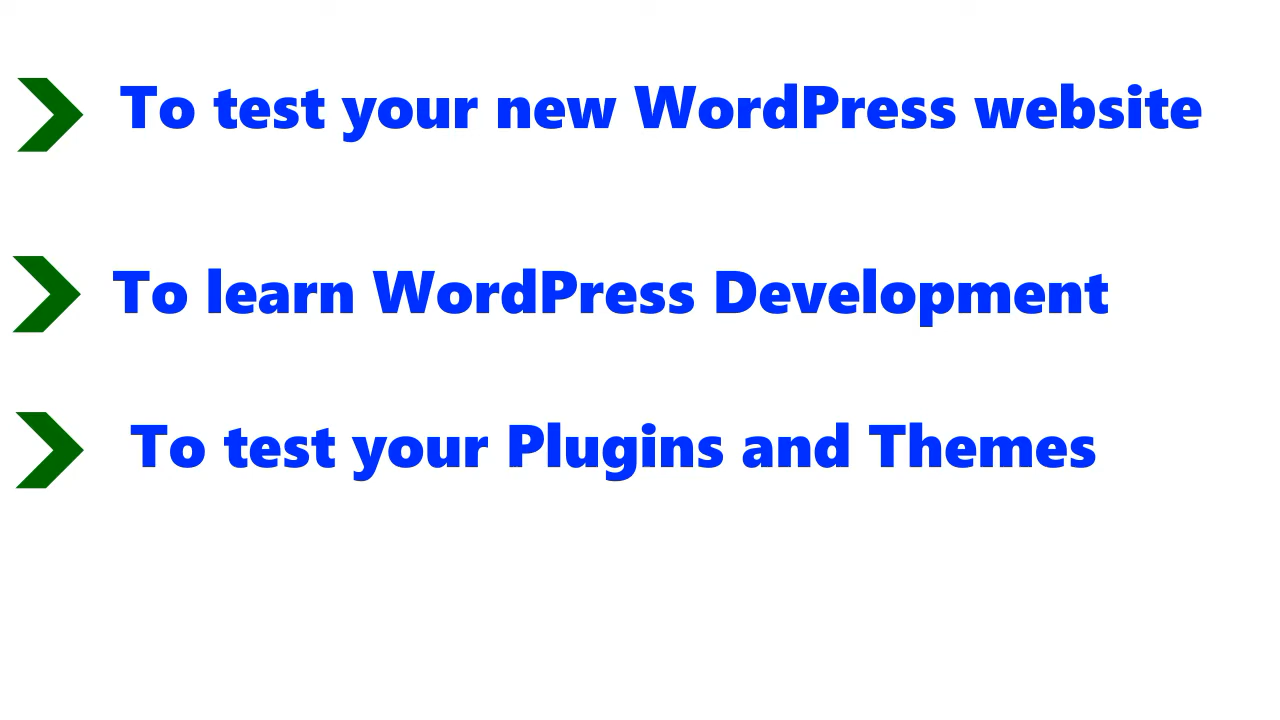 To test your new WordPress website
To learn WordPress Development
To test your Plugins and Themes